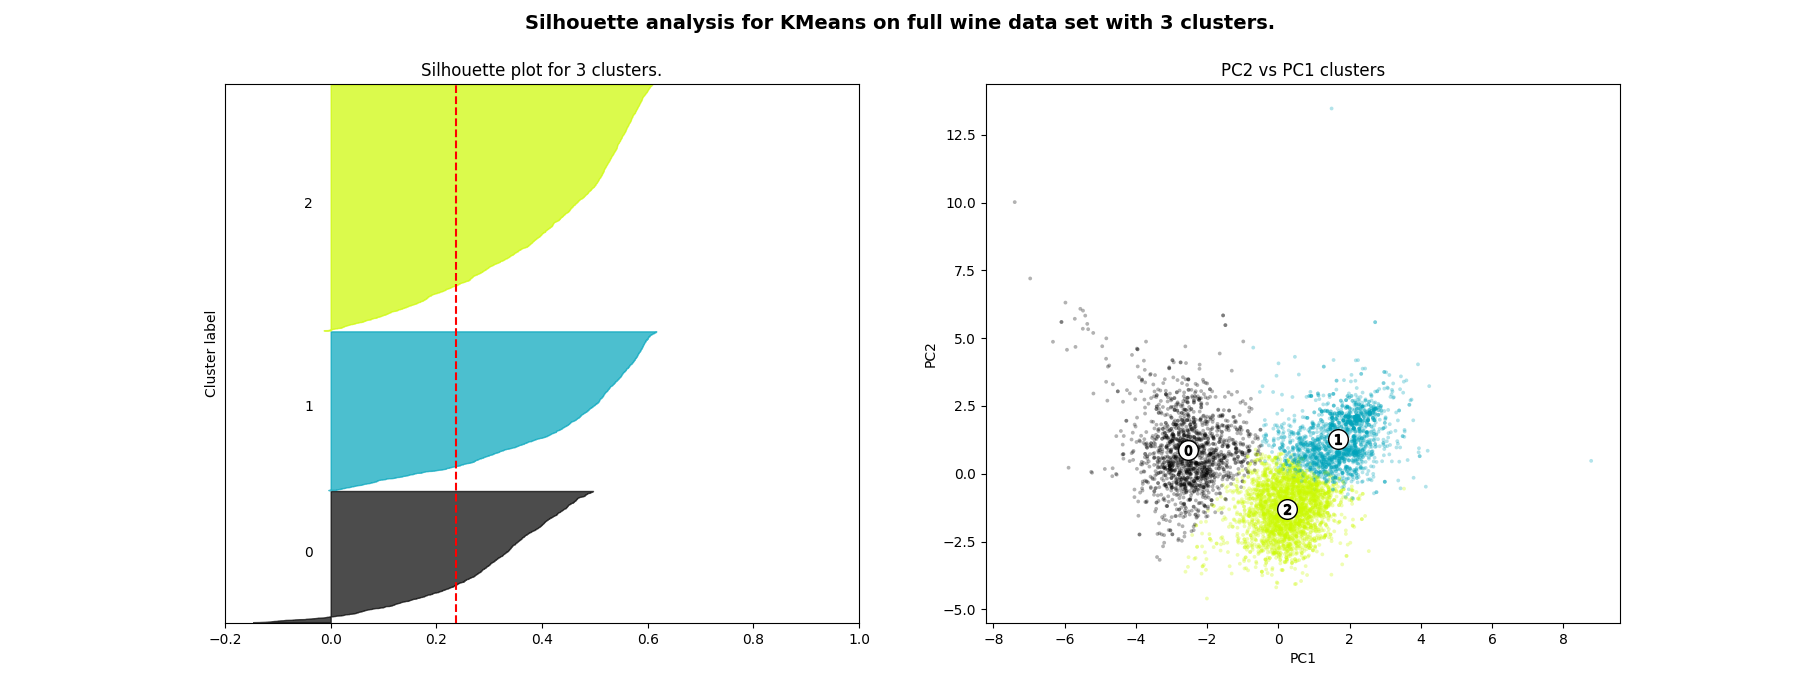 Silhouette analysis for KMeans on full wine data set with 3 clusters.
Silhouette plot for 3 clusters.
Cluster label
2
1
0
−0.2 0.0 0.2 0.4 0.6 0.8 1.0
PC2 vs PC1 clusters
PC2
12.5
10.0
7.5
5.0
2.5
0.0
−2.5
−5.0
0
1
2
−8 −6 −4 −2 0 2 4 6 8
PC1